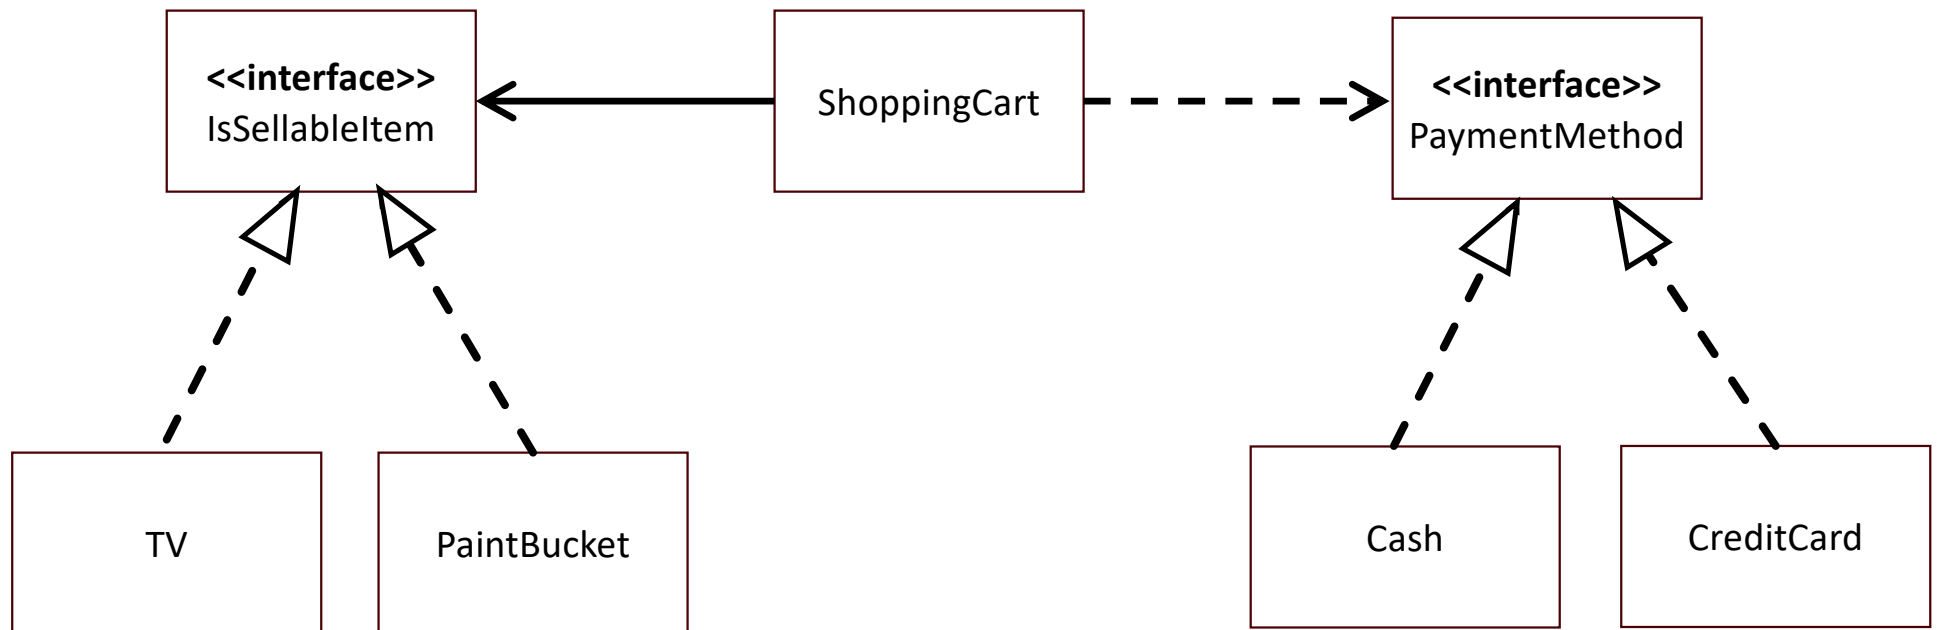 <<interface>>
IsSellableItem
ShoppingCart
<<interface>>
PaymentMethod
TV
PaintBucket
Cash
CreditCard